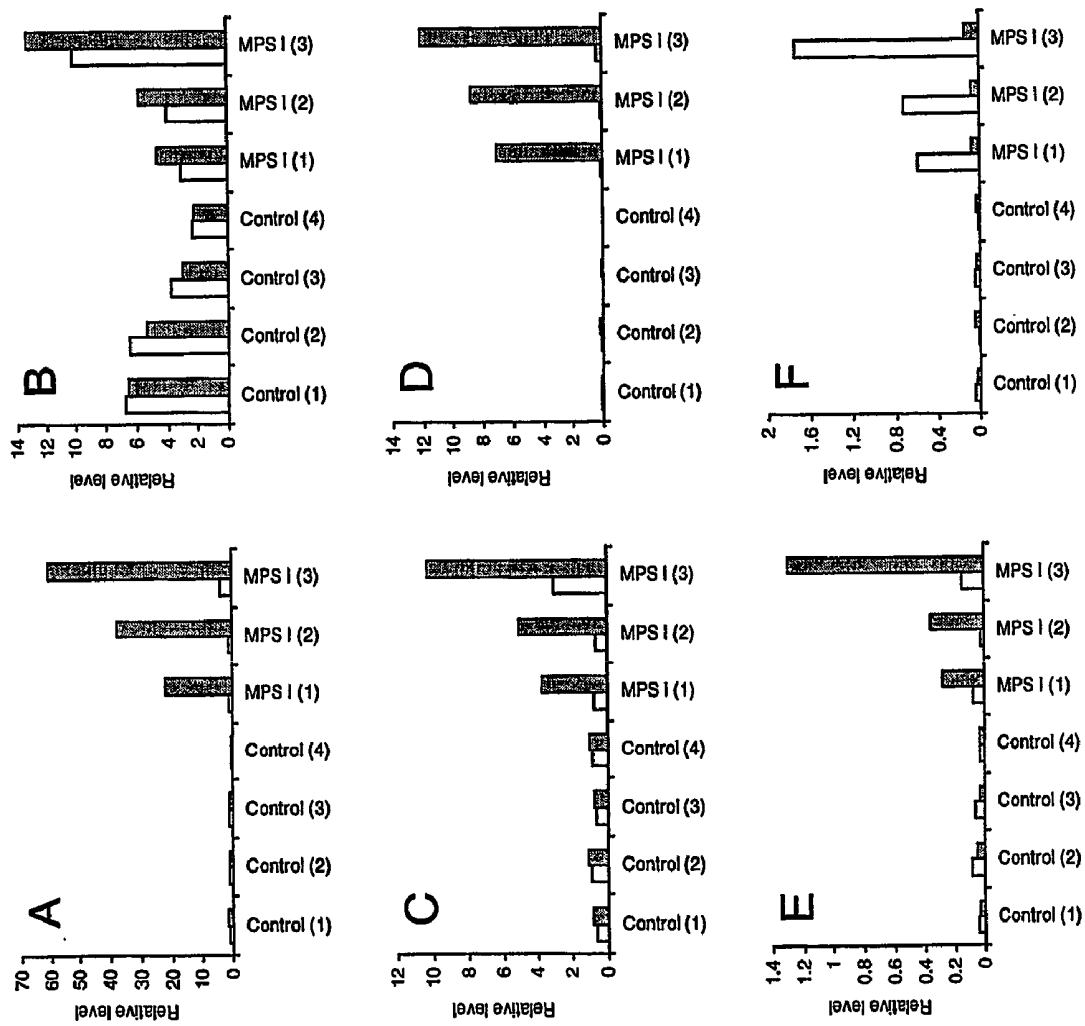 A
Relative level
70
60
50
40
30
20
10
0
Control (1)
Control (2)
Control (3)
Control (4)
MPS I (1)
MPS I (2)
MPS I (3)
B
Relative level
14
12
10
8
6
4
2
0
Control (1)
Control (2)
Control (3)
Control (4)
MPS I (1)
MPS I (2)
MPS I (3)
C
Relative level
12
10
8
6
4
2
0
Control (1)
Control (2)
Control (3)
Control (4)
MPS I (1)
MPS I (2)
MPS I (3)
D
Relative level
14
12
10
8
6
4
2
0
Control (1)
Control (2)
Control (3)
Control (4)
MPS I (1)
MPS I (2)
MPS I (3)
E
Relative level
1.4
1.2
1
0.8
0.6
0.4
0.2
0
Control (1)
Control (2)
Control (3)
Control (4)
MPS I (1)
MPS I (2)
MPS I (3)
F
Relative level
2
1.6
1.2
0.8
0.4
0
Control (1)
Control (2)
Control (3)
Control (4)
MPS I (1)
MPS I (2)
MPS I (3)